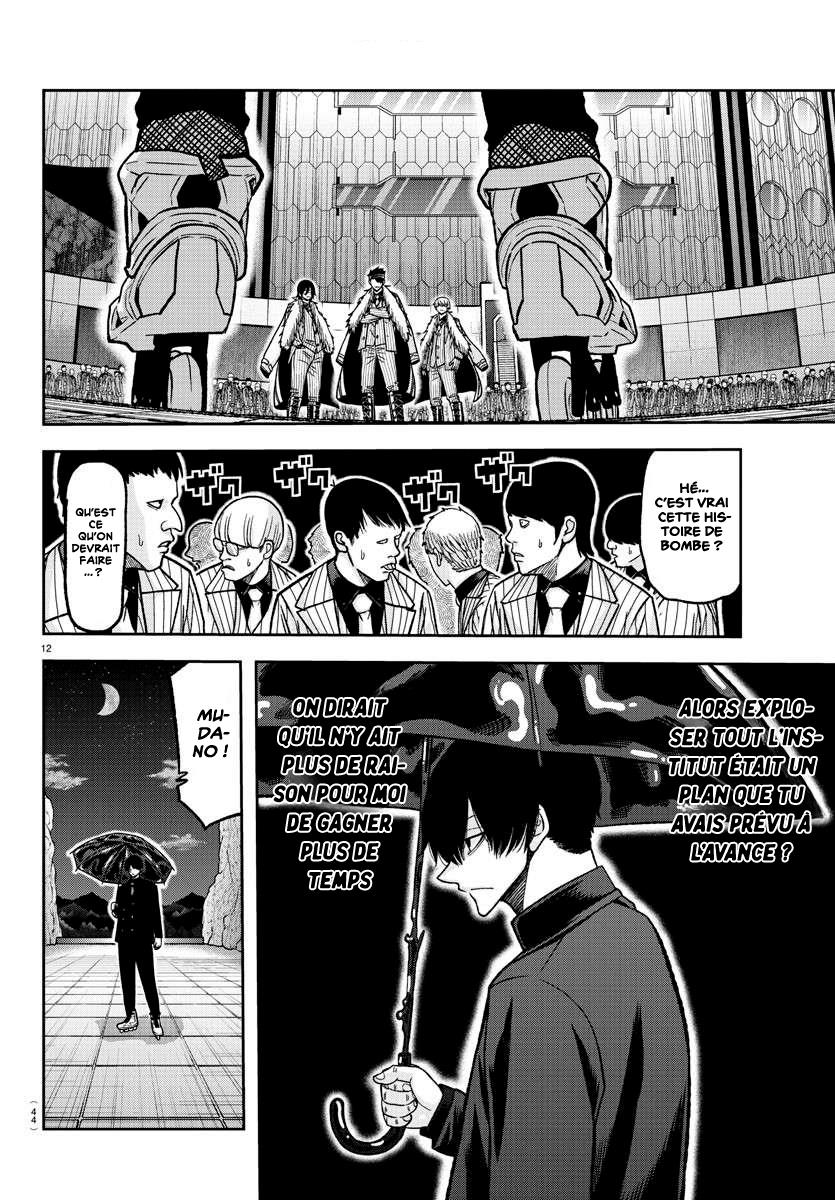 HÉ...
C'EST VRAI
CETTE HIS-
TOIRE DE
BOMBE ?
ザワ
ザワ
ザワ
ザワ
QU'EST
CE
QU'ON
DEVRAIT
FAIRE
...?
12
ALORS EXPLO-
SER TOUT L'INS-
TITUT ÉTAIT UN
PLAN QUE TU
AVAIS PRÉVU À
L'AVANCE ?
ON DIRAIT
QU'IL N'Y AIT
PLUS DE RAI-
SON POUR MOI
DE GAGNER
PLUS DE
TEMPS
MU-
DA-
NO !
(44)